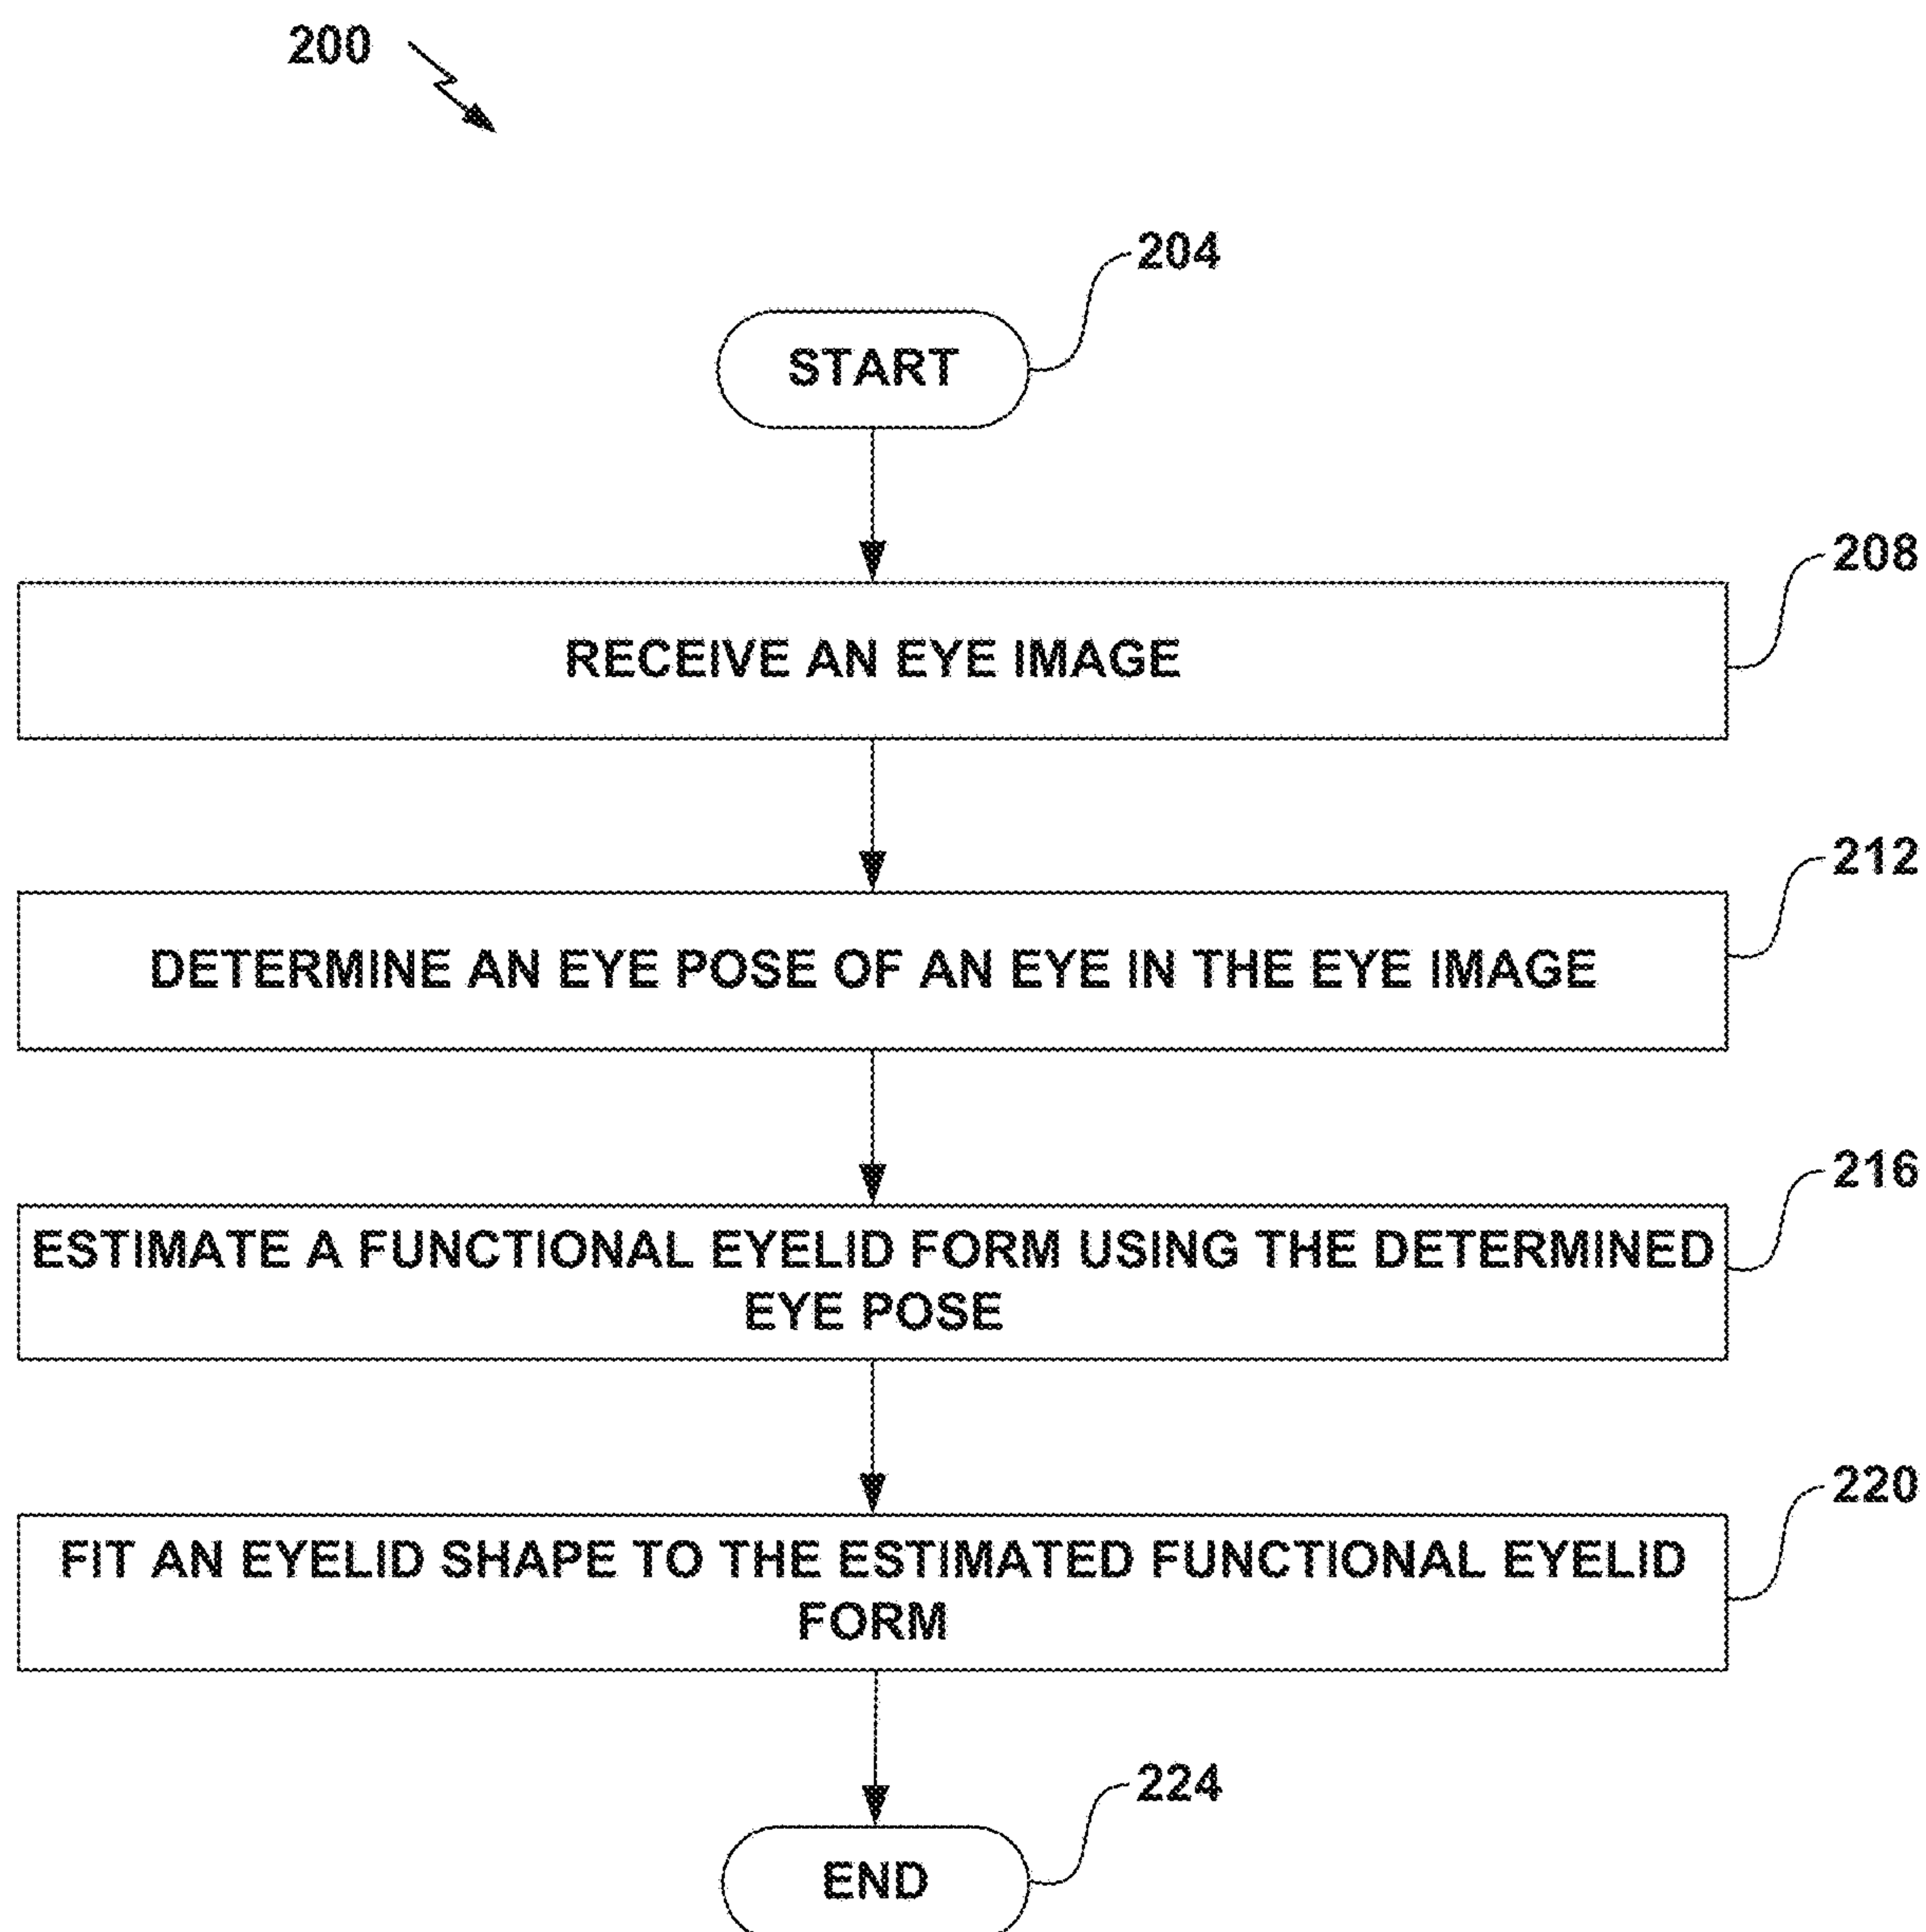 200
204
START
208
RECEIVE AN EYE IMAGE
212
DETERMINE AN EYE POSE OF AN EYE IN THE EYE IMAGE
216
ESTIMATE A FUNCTIONAL EYELID FORM USING THE DETERMINED
EYE POSE
220
FIT AN EYELID SHAPE TO THE ESTIMATED FUNCTIONAL EYELID
FORM
224
END